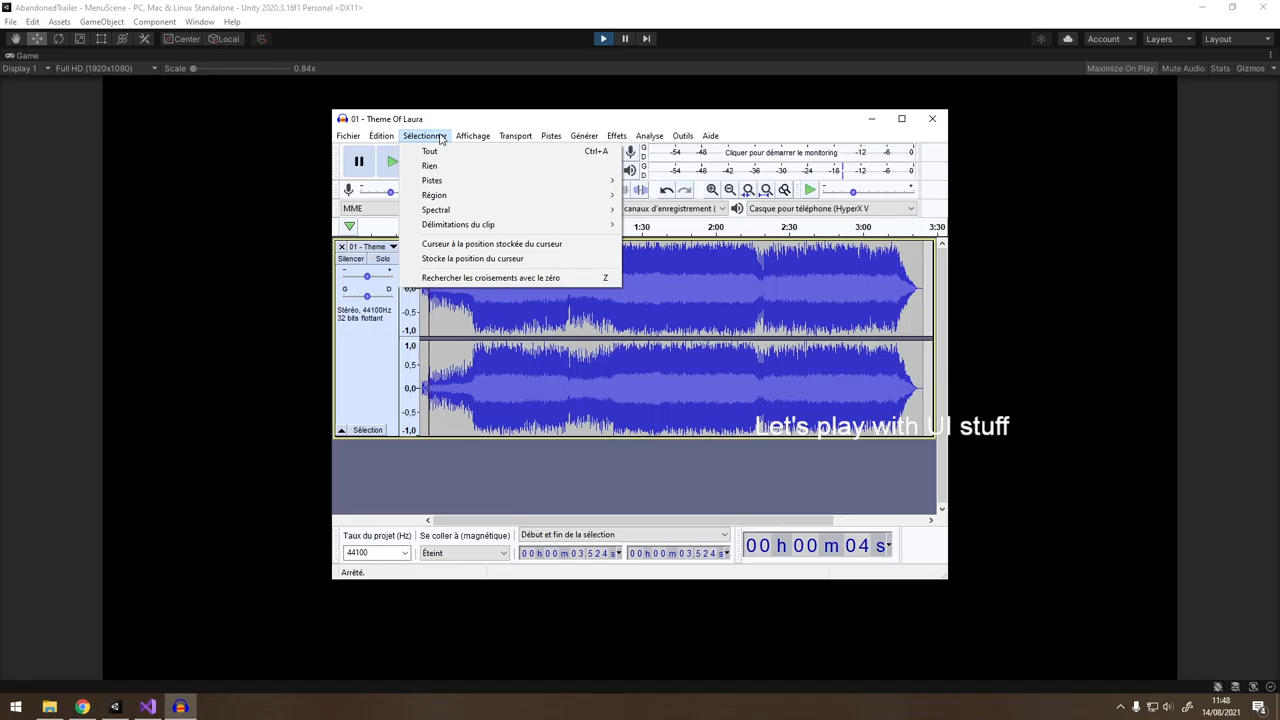 AbandonedTrailer - MenuScene - PC, Mac & Linux Standalone - Unity 2020.3.16f1 Personal <DX11>
File Edit Assets GameObject Component Window Help
Center Local Account Layers Layout
Game
Display 1 Full HD (1920x1080) Scale 0.84x Maximize On Play Mute Audio Stats Gizmos
01 - Theme Of Laura
Fichier Édition Sélectionner Affichage Transport Pistes Générer Effets Analyse Outils Aide
Tout Ctrl+A
Rien
Pistes
Région
Spectral
Délimitations du clip
Curseur à la position stockée du curseur
Stocke la position du curseur
Rechercher les croisements avec le zéro Z
G D -54 -48 Cliquer pour démarrer le monitoring -12 -6 0
G D -54 -48 -42 -36 -30 -24 -18 -12 -6 0
MME canaux d'enregistrement ( Casque pour téléphone (HyperX V
1:30 2:00 2:30 3:00 3:30
01 - Theme
Silencer Solo
- +
G D
Stéréo, 44100Hz
32 bits flottant
-0,5
-1,0
1,0
0,5
0,0
-0,5
-1,0
Sélection
Let's play with UI stuff
Taux du projet (Hz) Se coller à (magnétique) Début et fin de la sélection
44100 Éteint 00h00m03,524s 00h00m03,524s
00 h 00 m 04 s
Arrêté.
11:48
14/08/2021
4